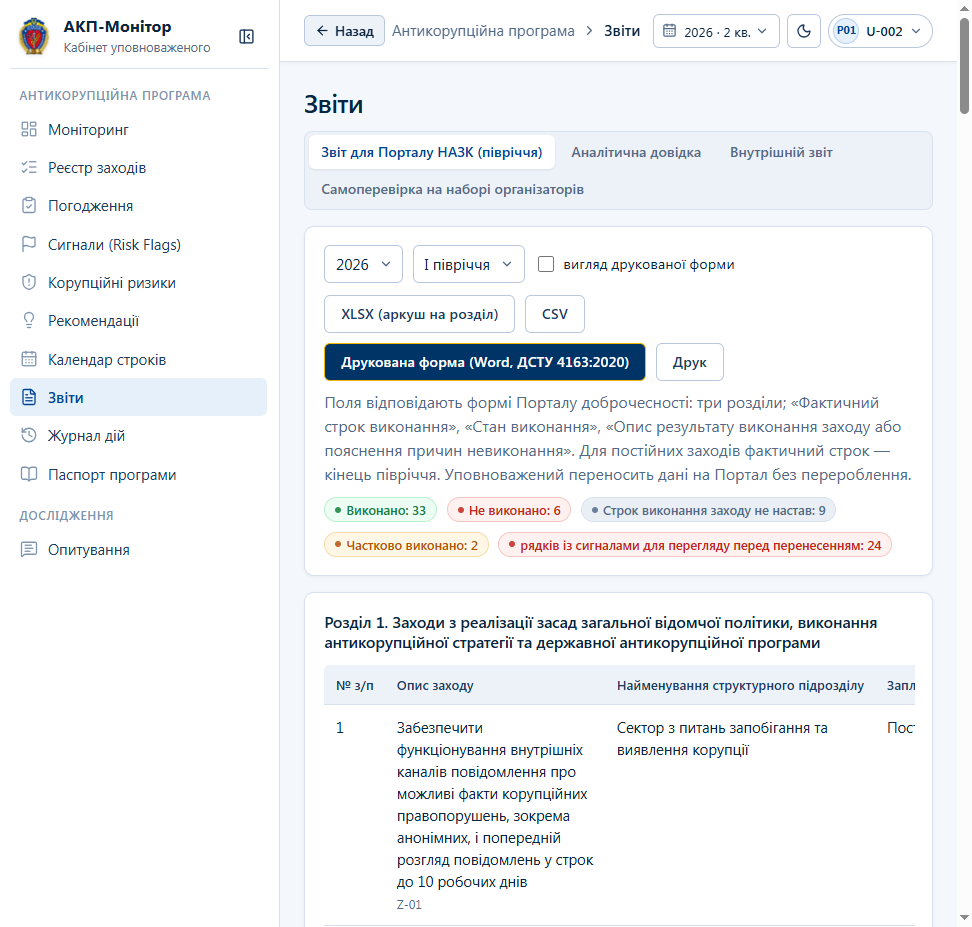 АКП-Монітор
Кабінет уповноваженого
АНТИКОРУПЦІЙНА ПРОГРАМА
Моніторинг
Реєстр заходів
Погодження
Сигнали (Risk Flags)
Корупційні ризики
Рекомендації
Календар строків
Звіти
Журнал дій
Паспорт програми
ДОСЛІДЖЕННЯ
Опитування
← Назад Антикорупційна програма > Звіти 2026 · 2 кв. P01 U-002
Звіти
Звіт для Порталу НАЗК (півріччя) Аналітична довідка Внутрішній звіт
Самоперевірка на наборі організаторів
2026 I півріччя вигляд друкованої форми
XLSX (аркуш на розділ) CSV
Друкована форма (Word, ДСТУ 4163:2020) Друк
Поля відповідають формі Порталу доброчесності: три розділи; «Фактичний
строк виконання», «Стан виконання», «Опис результату виконання заходу або
пояснення причин невиконання». Для постійних заходів фактичний строк —
кінець півріччя. Уповноважений переносить дані на Портал без перероблення.
• Виконано: 33 • Не виконано: 6 • Строк виконання заходу не настав: 9
• Частково виконано: 2 • рядків із сигналами для перегляду перед перенесенням: 24
Розділ 1. Заходи з реалізації засад загальної відомчої політики, виконання
антикорупційної стратегії та державної антикорупційної програми
№ з/п Опис заходу Найменування структурного підрозділу Запл
1 Забезпечити Сектор з питань запобігання та Пост
функціонування внутрішніх виявлення корупції
каналів повідомлення про
можливі факти корупційних
правопорушень, зокрема
анонімних, і попередній
розгляд повідомлень у строк
до 10 робочих днів
Z-01